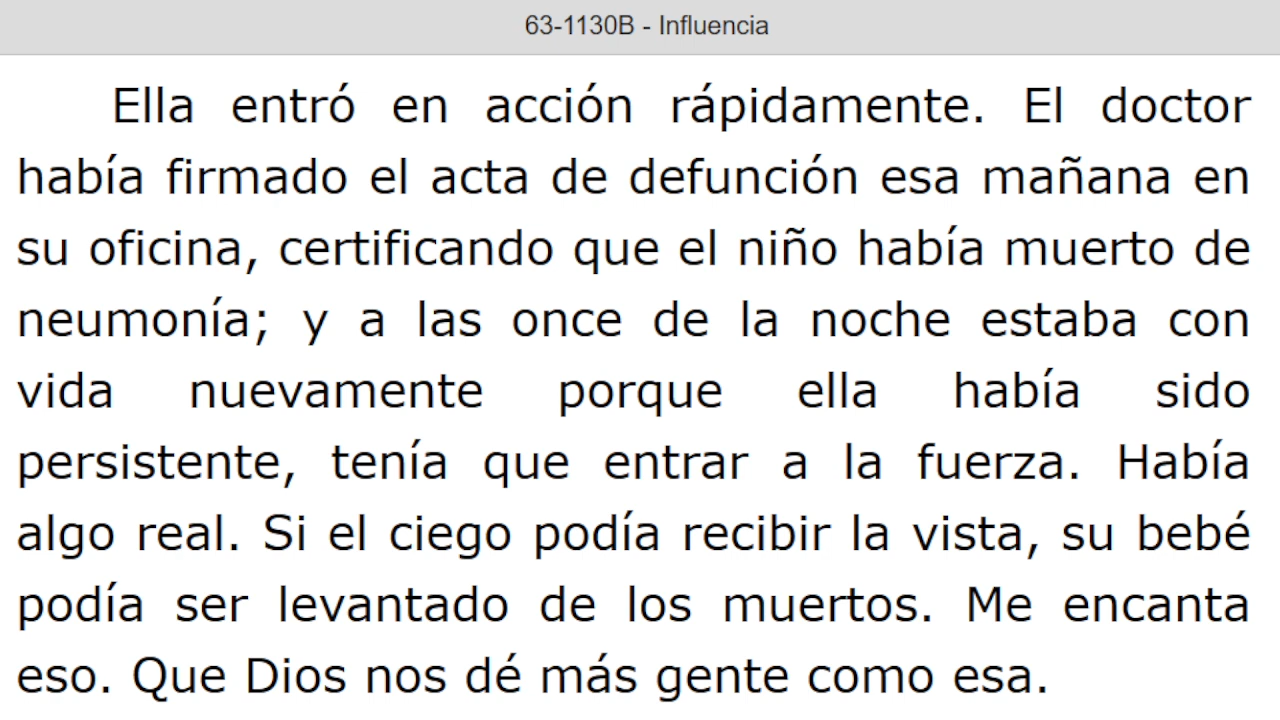 63-1130B - Influencia
Ella entró en acción rápidamente. El doctor
había firmado el acta de defunción esa mañana en
su oficina, certificando que el niño había muerto de
neumonía; y a las once de la noche estaba con
vida nuevamente porque ella había sido
persistente, tenía que entrar a la fuerza. Había
algo real. Si el ciego podía recibir la vista, su bebé
podía ser levantado de los muertos. Me encanta
eso. Que Dios nos dé más gente como esa.